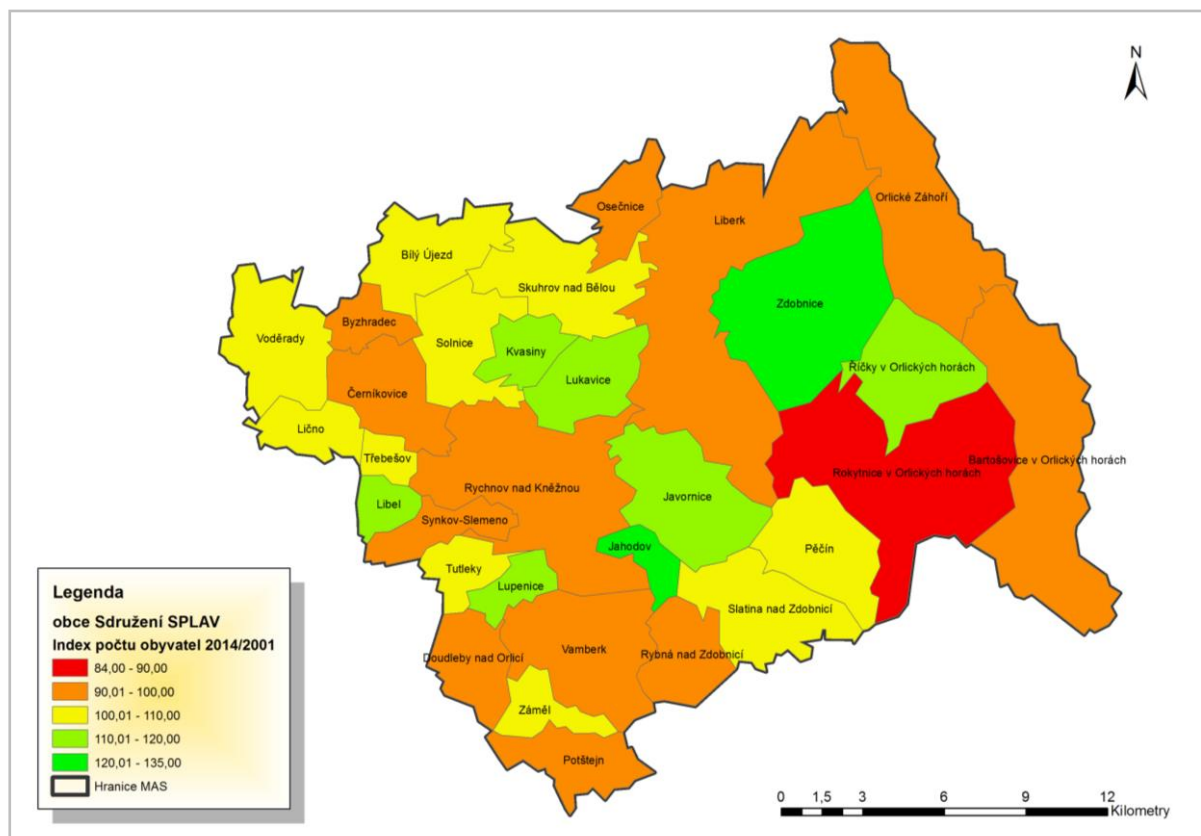 N
Orlické Záhoří
Osečnice
Liberk
Bílý Újezd
Skuhrov nad Bělou
Zdobnice
Byzhradec
Voděrady
Solnice
Kvasiny
Říčky v Orlických horách
Lukavice
Černíkovice
Lično
Třebešov
Bartošovice v Orlických horách
Rokytnice v Orlických horách
Rychnov nad Kněžnou
Javornice
Libel
Synkov-Slemeno
Jahodov
Pěčín
Tutleky
Lupenice
Slatina nad Zdobnicí
Vamberk
Rybná nad Zdobnicí
Doudleby nad Orlicí
Záměl
Potštejn
Legenda
obce Sdružení SPLAV
Index počtu obyvatel 2014/2001
84,00 - 90,00
90,01 - 100,00
100,01 - 110,00
110,01 - 120,00
120,01 - 135,00
Hranice MAS
0 1,5 3 6 9 12
Kilometry